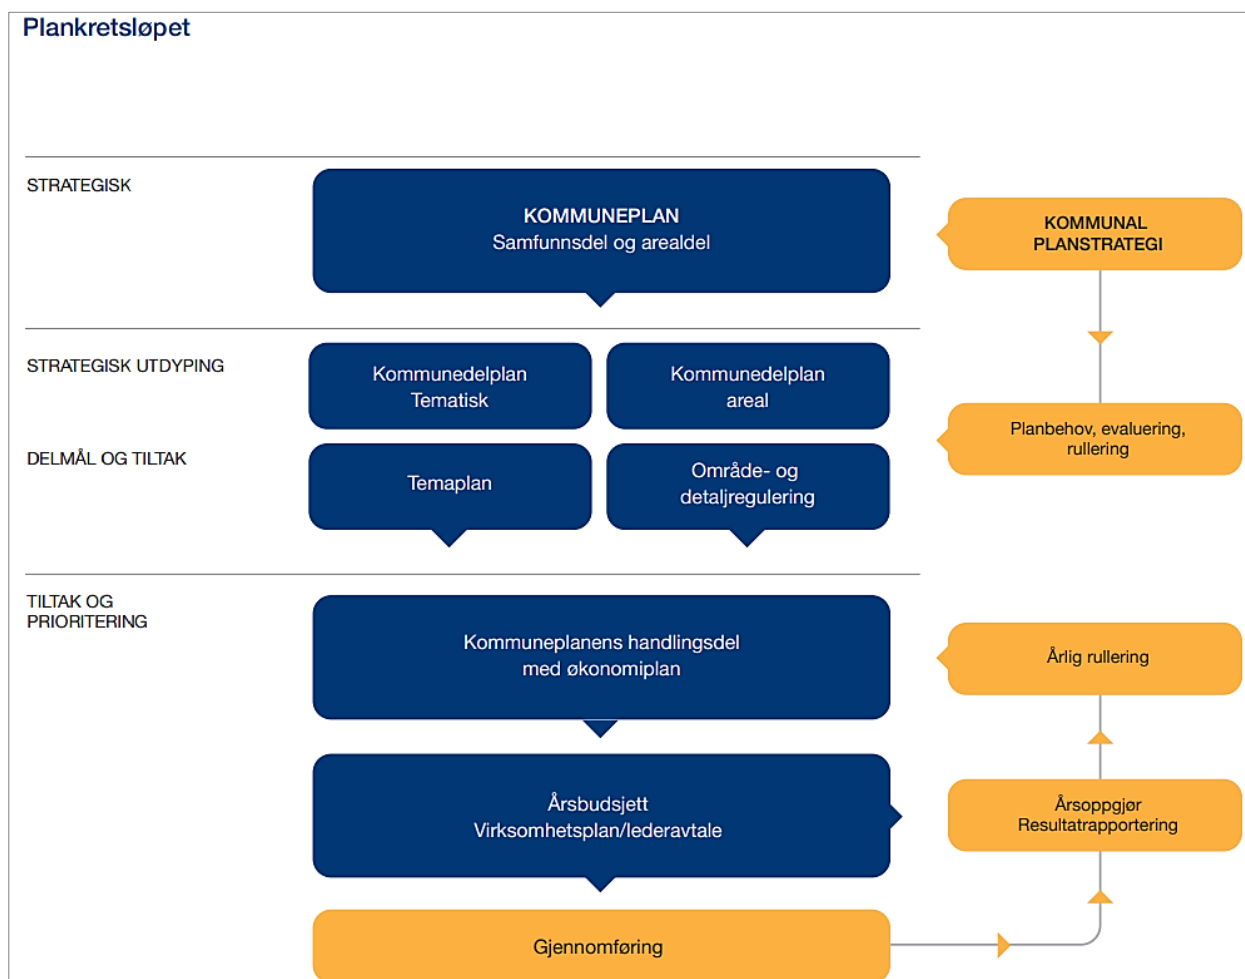 Plankretsløpet
STRATEGISK
KOMMUNEPLAN
Samfunnsdel og arealdel
KOMMUNAL
PLANSTRATEGI
STRATEGISK UTDYPING
Kommunedelplan
Tematisk
Kommunedelplan
areal
Planbehov, evaluering,
rullering
DELMÅL OG TILTAK
Temaplan
Område- og
detaljregulering
TILTAK OG
PRIORITERING
Kommuneplanens handlingsdel
med økonomiplan
Årlig rullering
Årsbudsjett
Virksomhetsplan/lederavtale
Årsoppgjør
Resultatrapportering
Gjennomføring